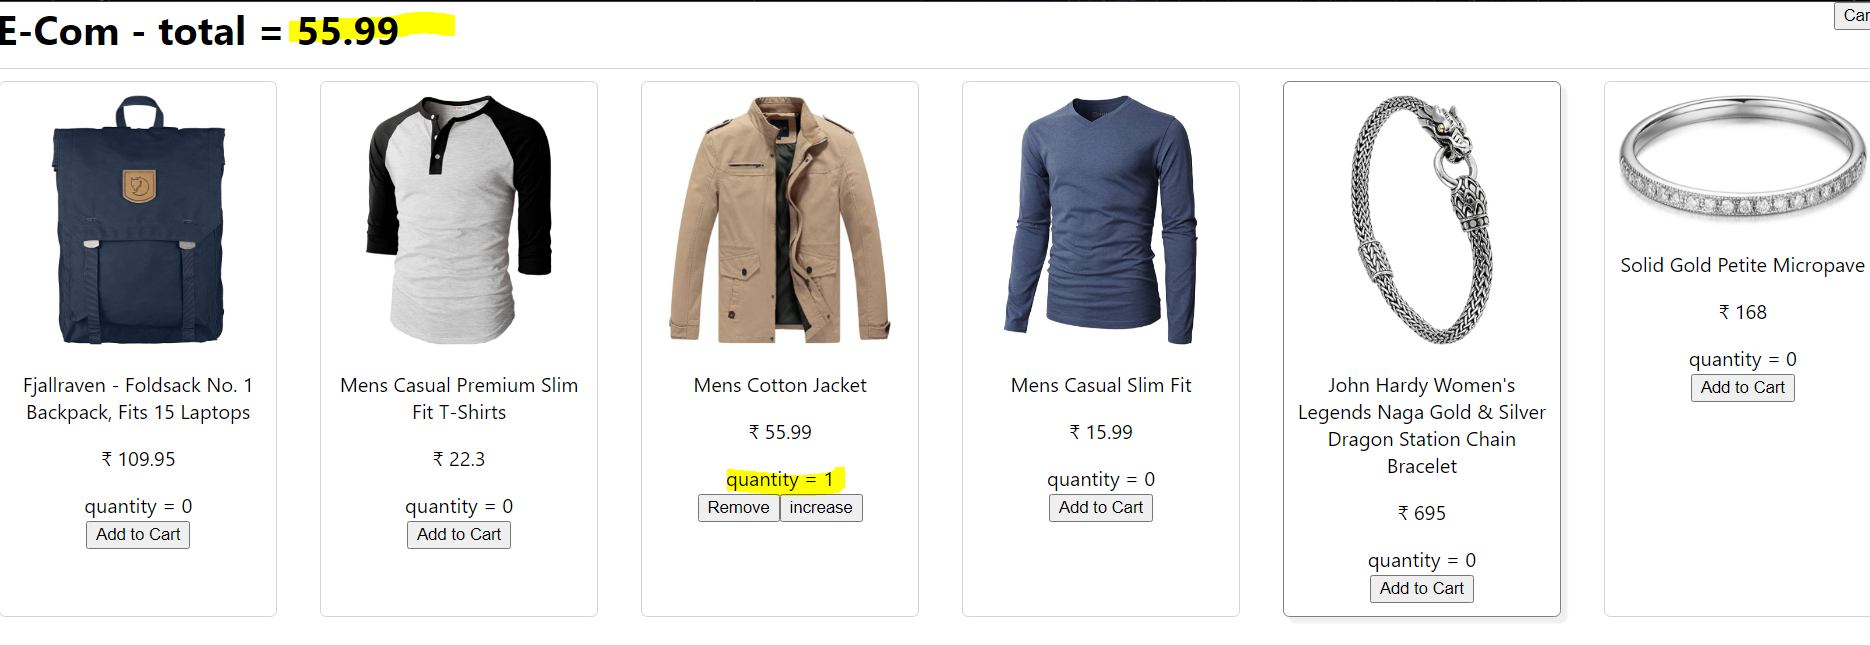 E-Com - total = 55.99
Fjallraven - Foldsack No. 1
Backpack, Fits 15 Laptops
₹ 109.95
quantity = 0
Add to Cart
Mens Casual Premium Slim
Fit T-Shirts
₹ 22.3
quantity = 0
Add to Cart
Mens Cotton Jacket
₹ 55.99
quantity = 1
Remove increase
Mens Casual Slim Fit
₹ 15.99
quantity = 0
Add to Cart
John Hardy Women's
Legends Naga Gold & Silver
Dragon Station Chain
Bracelet
₹ 695
quantity = 0
Add to Cart
Solid Gold Petite Micropave
₹ 168
quantity = 0
Add to Cart